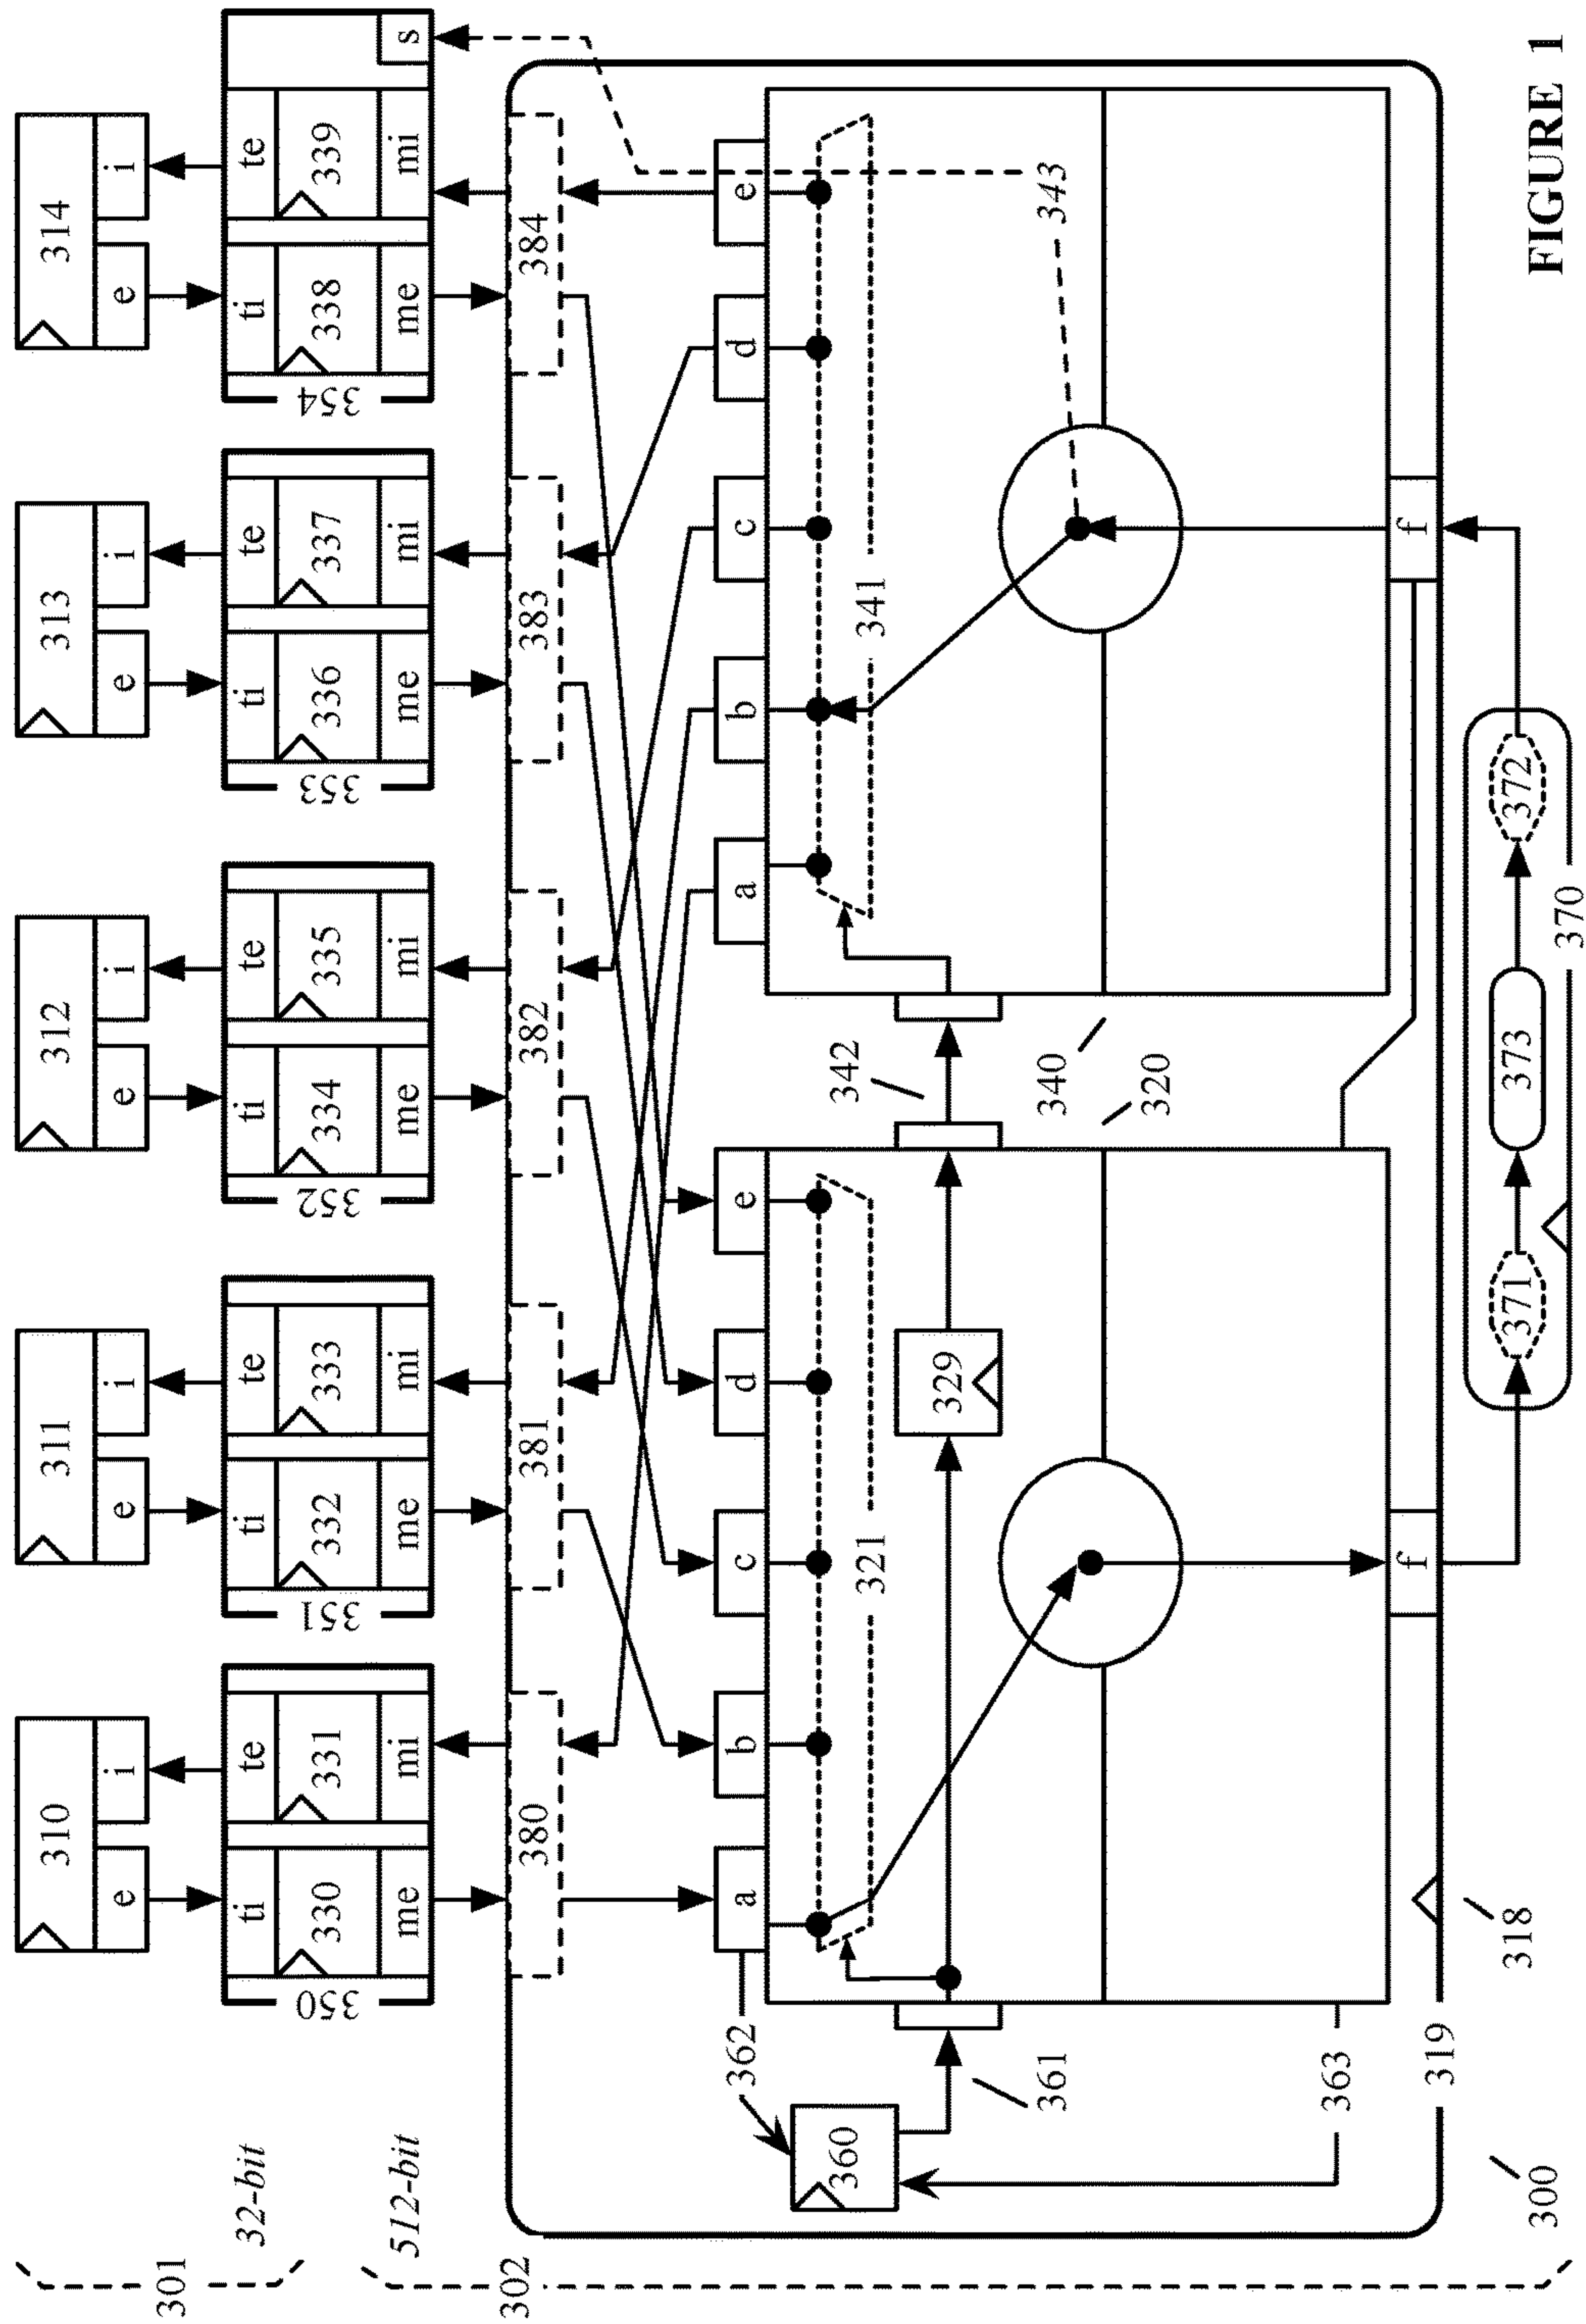 310 311 312 313 314
e i e i e i e i e i
301
32-bit ti te ti te ti te ti te ti te
350 330 331 351 332 333 352 334 335 353 336 337 354 338 339
512-bit me mi me mi me mi me mi me mi s
302 380 381 382 383 384
362 a b c d e a b c d e
360 321 342 341
329
361 340 343
320
363
f f
319
318 371 373 372
300 FIGURE 1
370